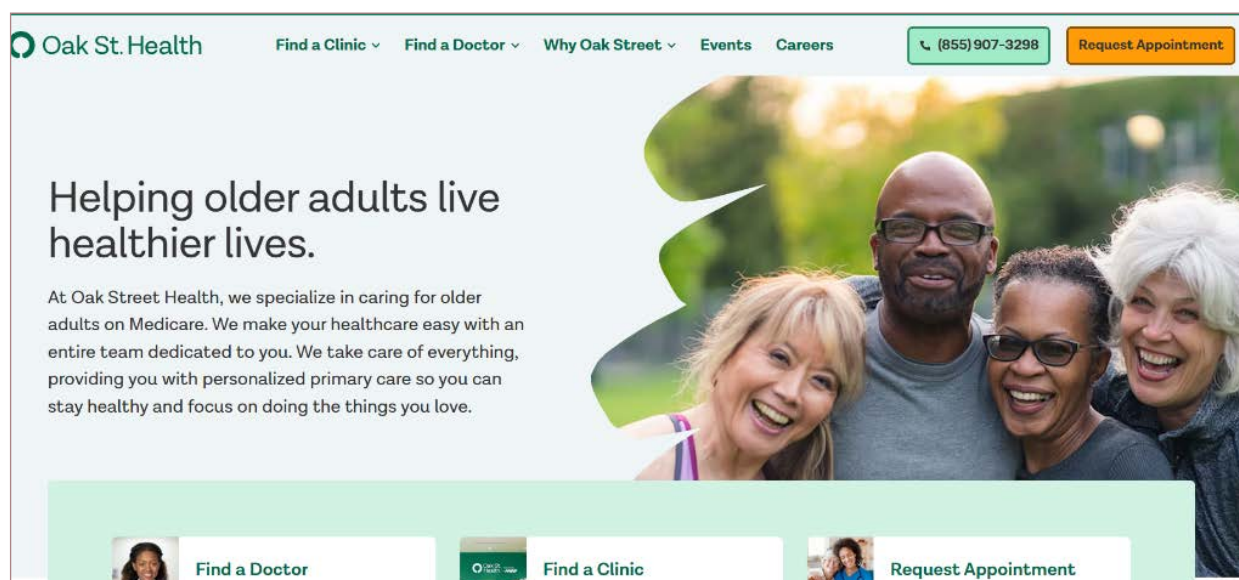 Oak St. Health
Find a Clinic
Find a Doctor
Why Oak Street
Events
Careers
(855) 907-3298
Request Appointment
Helping older adults live
healthier lives.
At Oak Street Health, we specialize in caring for older
adults on Medicare. We make your healthcare easy with an
entire team dedicated to you. We take care of everything,
providing you with personalized primary care so you can
stay healthy and focus on doing the things you love.
Find a Doctor
Find a Clinic
Request Appointment